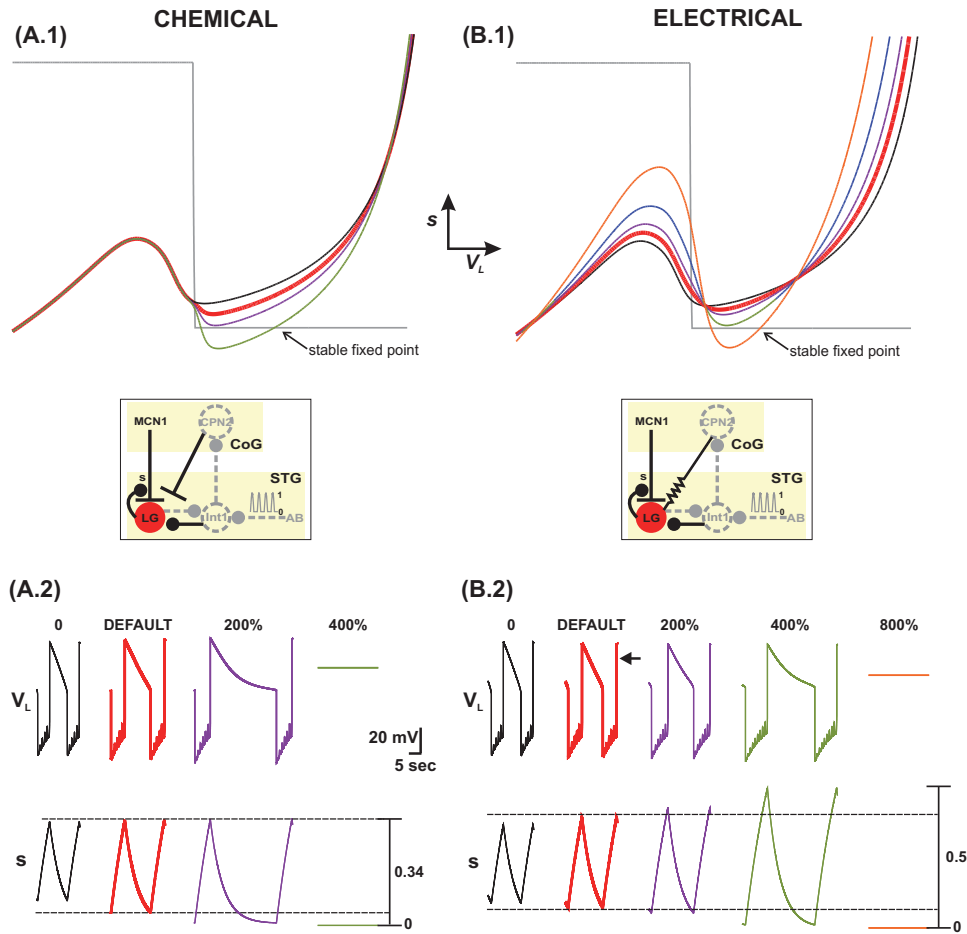 CHEMICAL
ELECTRICAL
(A.1)
(B.1)
s
V_L
stable fixed point
stable fixed point
MCN1
CPN2
CoG
s
STG
1
0
LG
Int1
AB
MCN1
CPN2
CoG
s
STG
1
0
LG
Int1
AB
(A.2)
(B.2)
0 DEFAULT 200% 400%
0 DEFAULT 200% 400% 800%
V_L
20 mV
5 sec
V_L
s
0.34
0
s
0.5
0